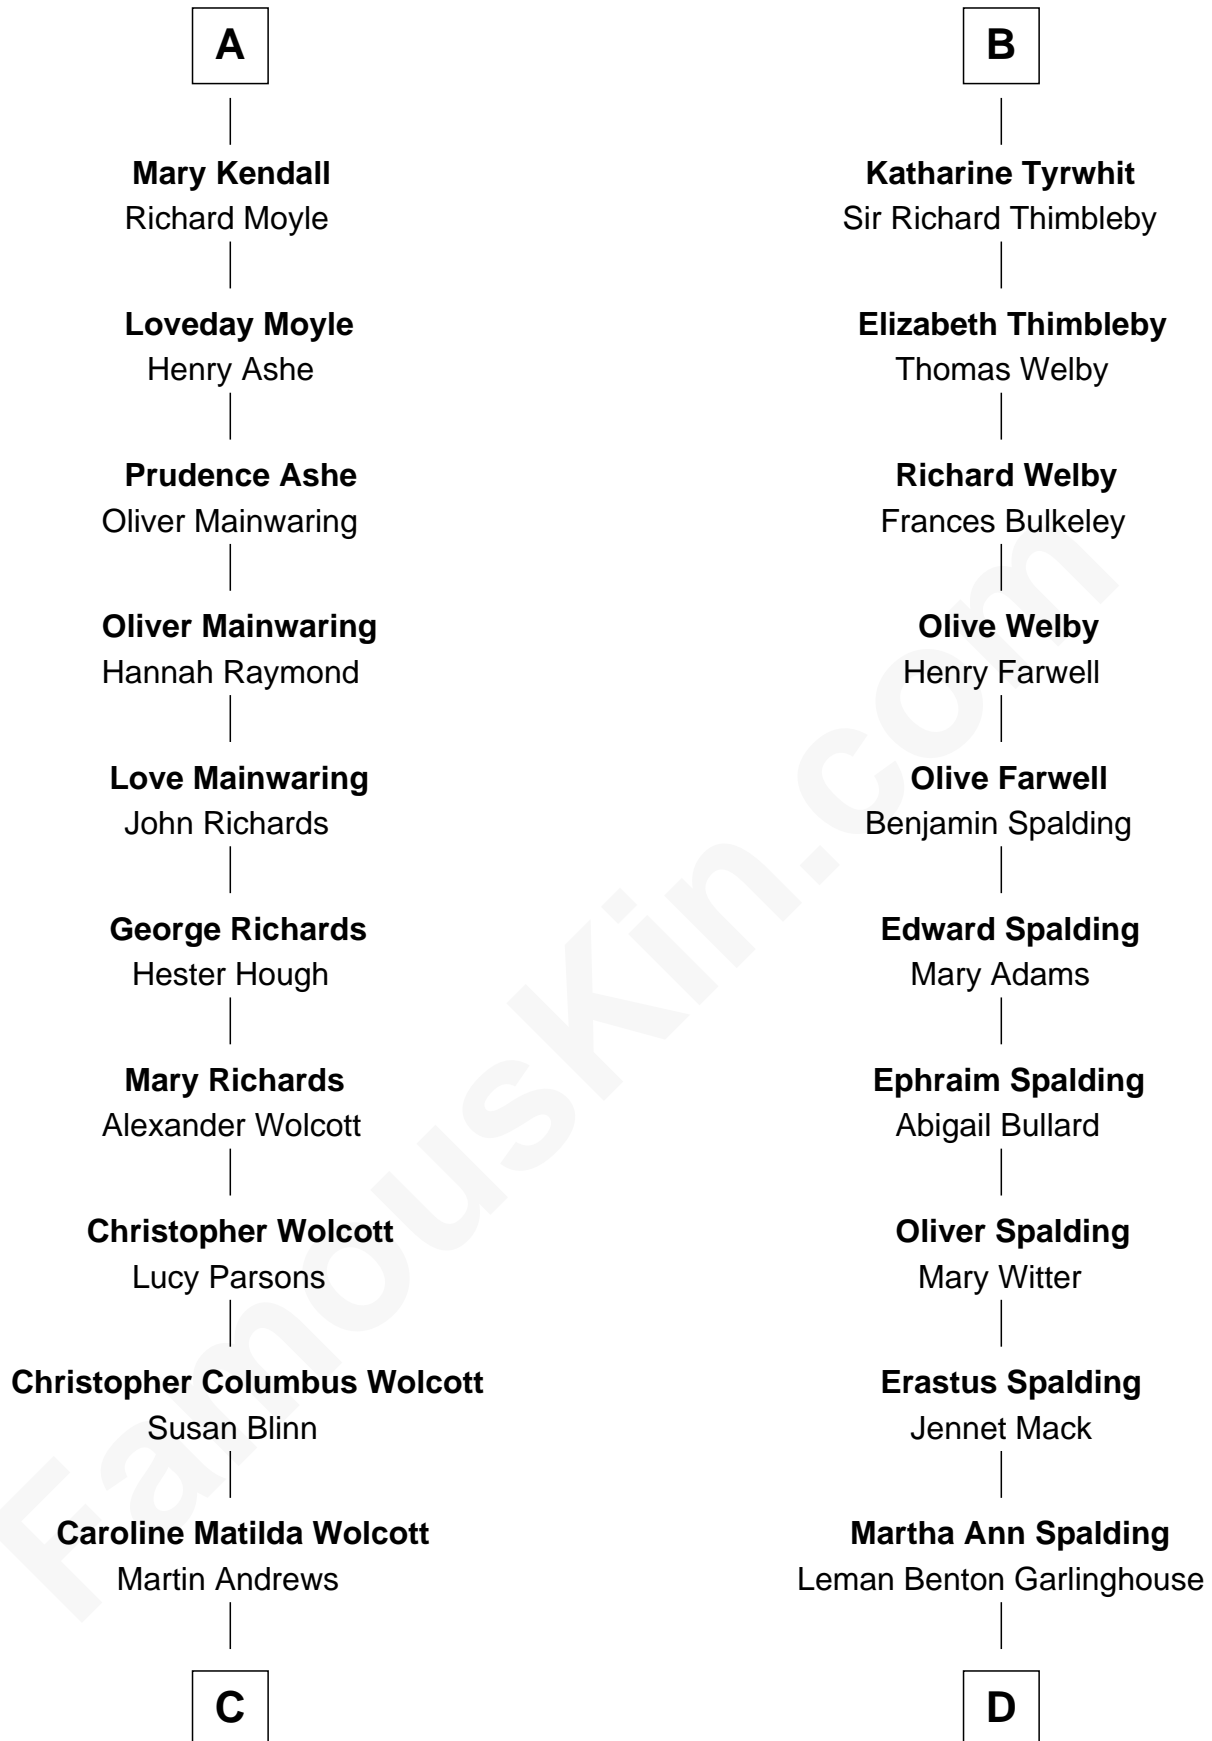 A
Mary Kendall
Richard Moyle
Loveday Moyle
Henry Ashe
Prudence Ashe
Oliver Mainwaring
Oliver Mainwaring
Hannah Raymond
Love Mainwaring
John Richards
George Richards
Hester Hough
Mary Richards
Alexander Wolcott
Christopher Wolcott
Lucy Parsons
Christopher Columbus Wolcott
Susan Blinn
Caroline Matilda Wolcott
Martin Andrews
C
B
Katharine Tyrwhit
Sir Richard Thimbleby
Elizabeth Thimbleby
Thomas Welby
Richard Welby
Frances Bulkeley
Olive Welby
Henry Farwell
Olive Farwell
Benjamin Spalding
Edward Spalding
Mary Adams
Ephraim Spalding
Abigail Bullard
Oliver Spalding
Mary Witter
Erastus Spalding
Jennet Mack
Martha Ann Spalding
Leman Benton Garlinghouse
D
FamousKin.com